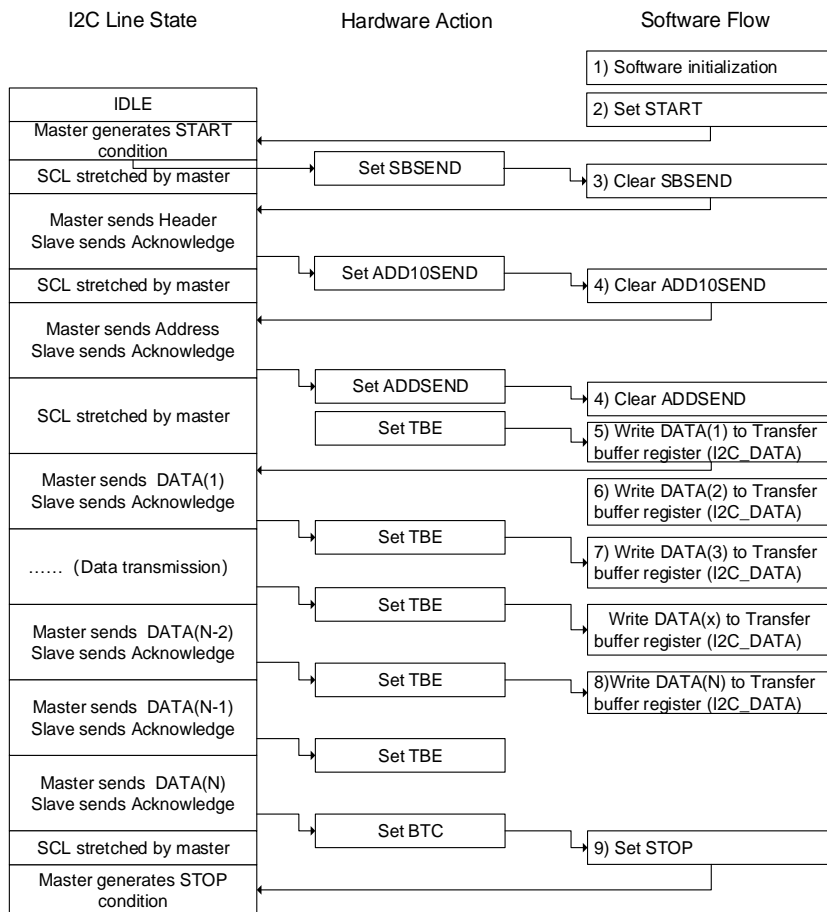 I2C Line State
Hardware Action
Software Flow
1) Software initialization
IDLE
2) Set START
Master generates START
condition
SCL stretched by master
Set SBSEND
3) Clear SBSEND
Master sends Header
Slave sends Acknowledge
SCL stretched by master
Set ADD10SEND
4) Clear ADD10SEND
Master sends Address
Slave sends Acknowledge
SCL stretched by master
Set ADDSEND
4) Clear ADDSEND
Set TBE
5) Write DATA(1) to Transfer
buffer register (I2C_DATA)
Master sends DATA(1)
Slave sends Acknowledge
6) Write DATA(2) to Transfer
buffer register (I2C_DATA)
Set TBE
7) Write DATA(3) to Transfer
buffer register (I2C_DATA)
...... (Data transmission)
Set TBE
Write DATA(x) to Transfer
buffer register (I2C_DATA)
Master sends DATA(N-2)
Slave sends Acknowledge
Set TBE
8)Write DATA(N) to Transfer
buffer register (I2C_DATA)
Master sends DATA(N-1)
Slave sends Acknowledge
Set TBE
Master sends DATA(N)
Slave sends Acknowledge
Set BTC
9) Set STOP
SCL stretched by master
Master generates STOP
condition